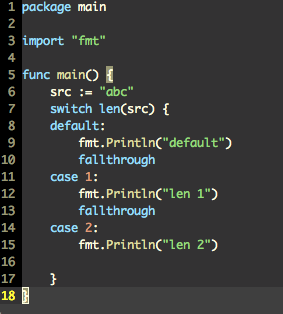 1 package main
2
3 import "fmt"
4
5 func main() {
6     src := "abc"
7     switch len(src) {
8     default:
9         fmt.Println("default")
10         fallthrough
11     case 1:
12         fmt.Println("len 1")
13         fallthrough
14     case 2:
15         fmt.Println("len 2")
16
17     }
18 }